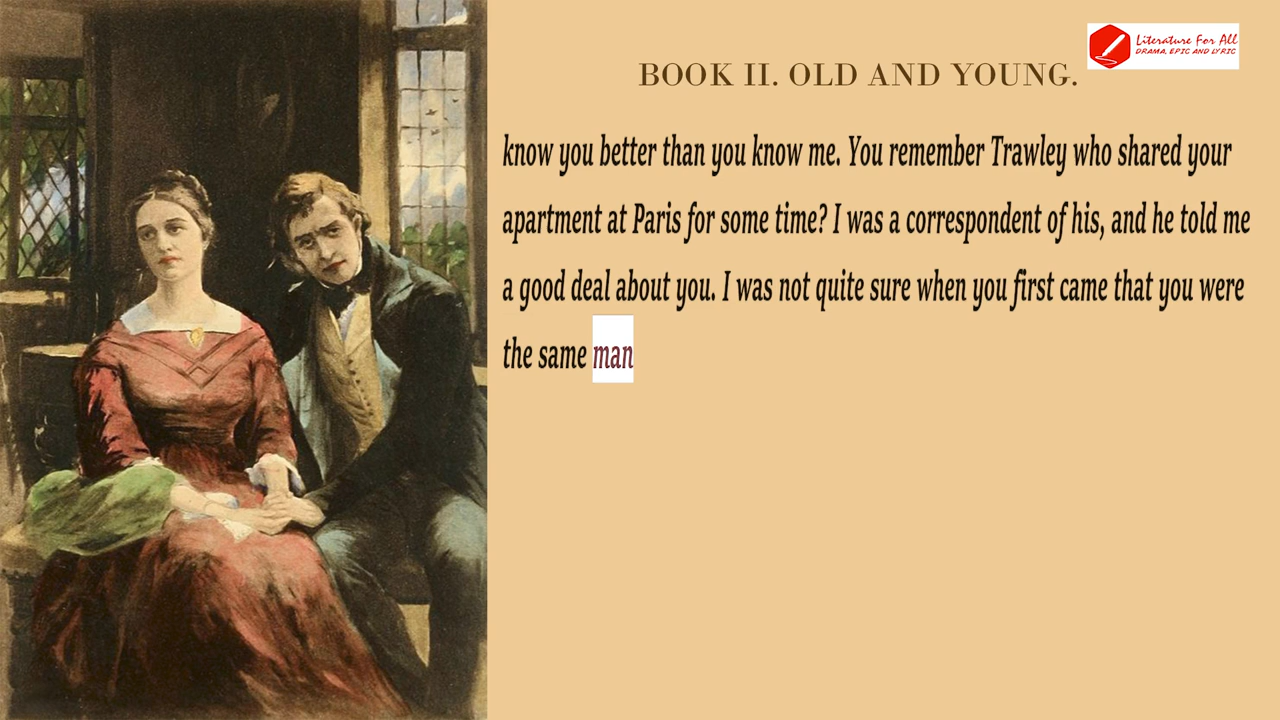 Literature For All
DRAMA, EPIC AND LYRIC
BOOK II. OLD AND YOUNG.
know you better than you know me. You remember Trawley who shared your
apartment at Paris for some time? I was a correspondent of his, and he told me
a good deal about you. I was not quite sure when you first came that you were
the same man